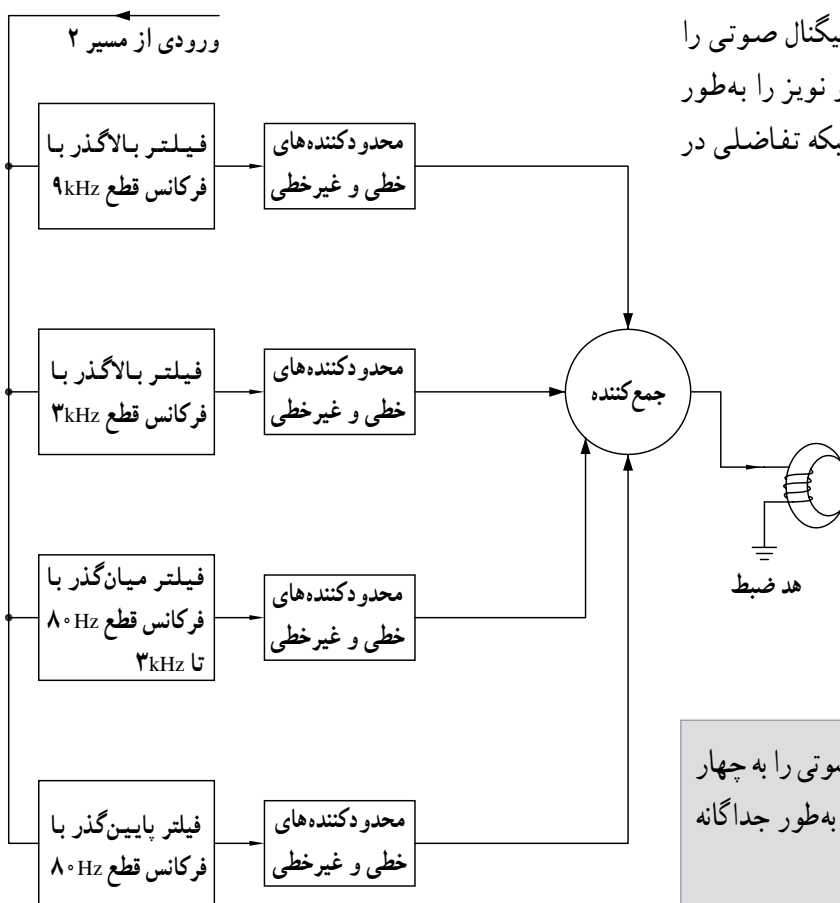 ورودی از مسیر ۲
یگنال صوتی را
نویز را به‌طور
بکه تفاضلی در
فیلتر بالاگذر با
فرکانس قطع ۹kHz
محدودکننده‌های
خطی و غیرخطی
فیلتر بالاگذر با
فرکانس قطع ۳kHz
محدودکننده‌های
خطی و غیرخطی
جمع‌کننده
هد ضبط
فیلتر میان‌گذر با
فرکانس قطع ۸۰Hz
تا ۳kHz
محدودکننده‌های
خطی و غیرخطی
فیلتر پایین‌گذر با
فرکانس قطع ۸۰Hz
محدودکننده‌های
خطی و غیرخطی
وتی را به چهار
به‌طور جداگانه